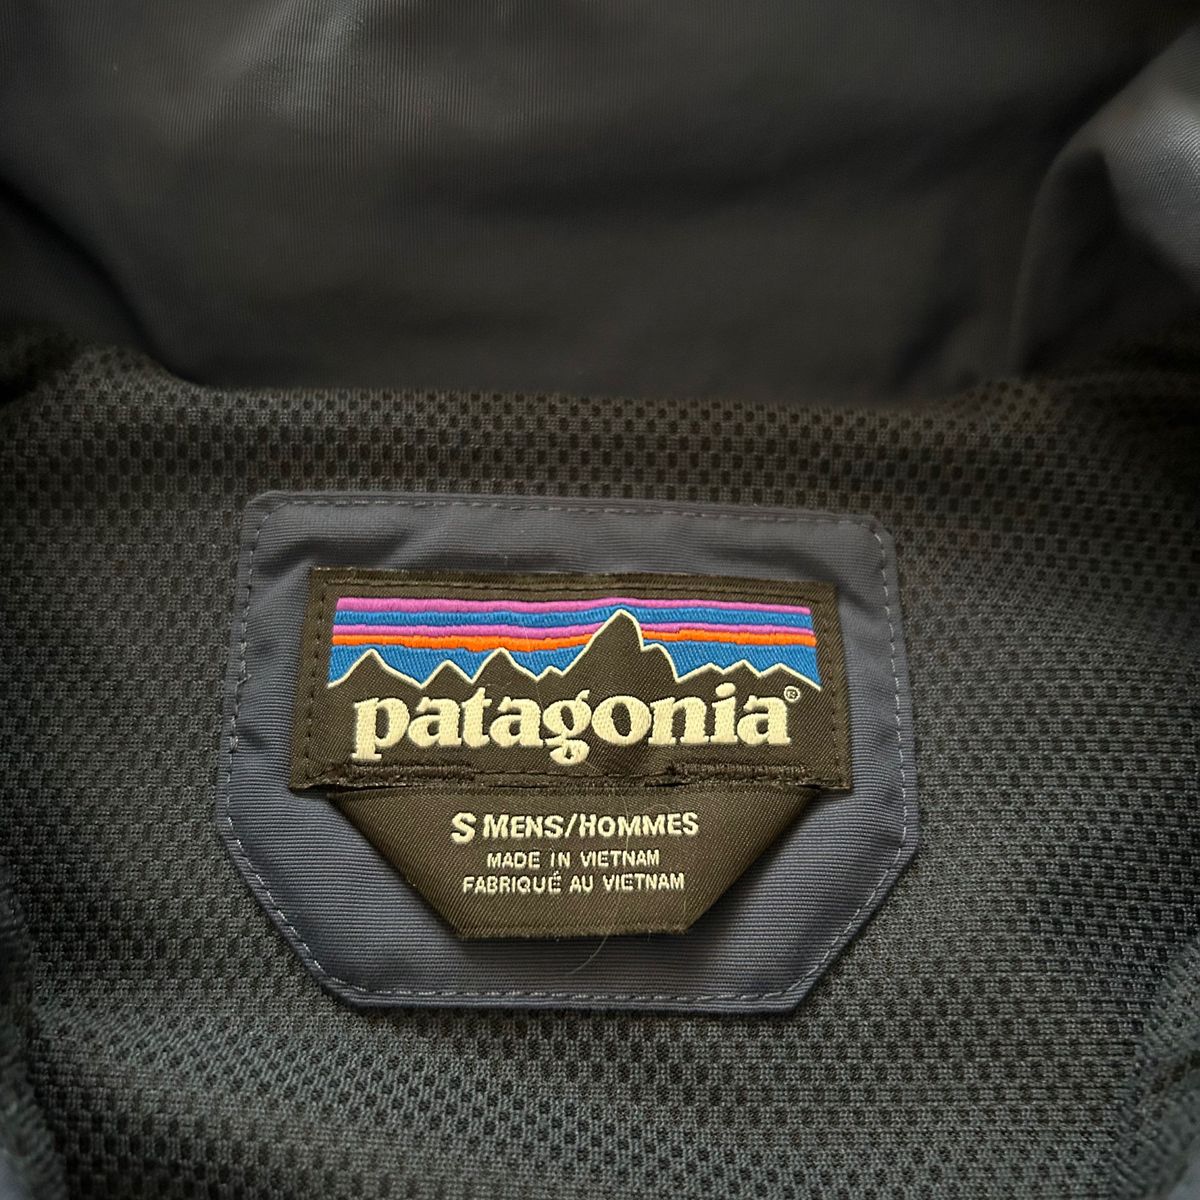 patagonia®
S MENS/HOMMES
MADE IN VIETNAM
FABRIQUÉ AU VIETNAM